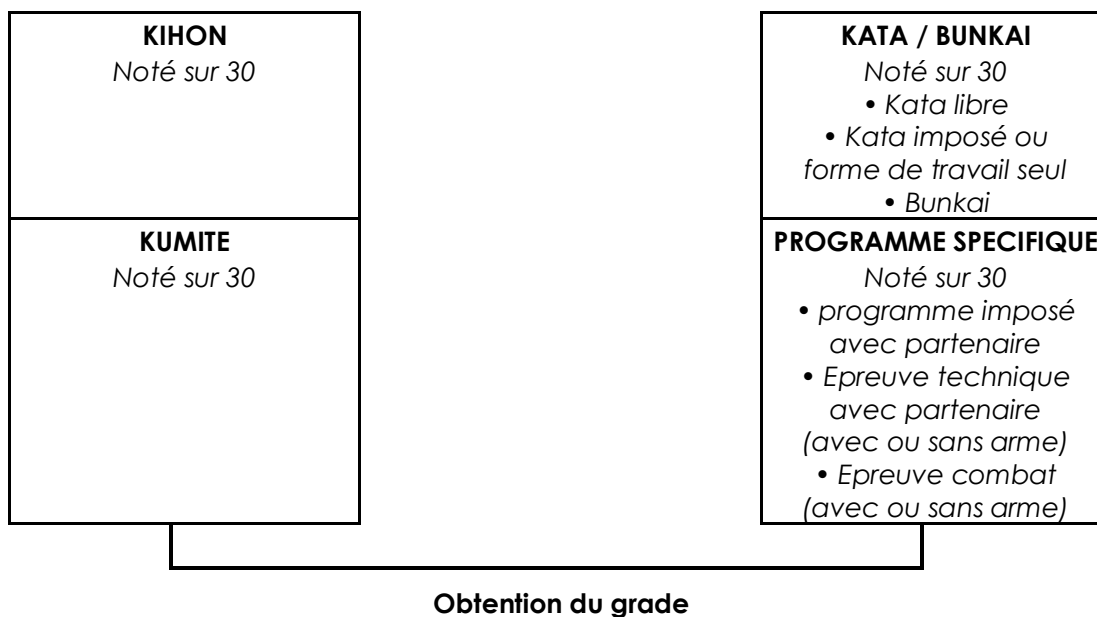 KIHON
Noté sur 30
KATA / BUNKAI
Noté sur 30
• Kata libre
• Kata imposé ou
forme de travail seul
• Bunkai
KUMITE
Noté sur 30
PROGRAMME SPECIFIQUE
Noté sur 30
• programme imposé
avec partenaire
• Epreuve technique
avec partenaire
(avec ou sans arme)
• Epreuve combat
(avec ou sans arme)
Obtention du grade